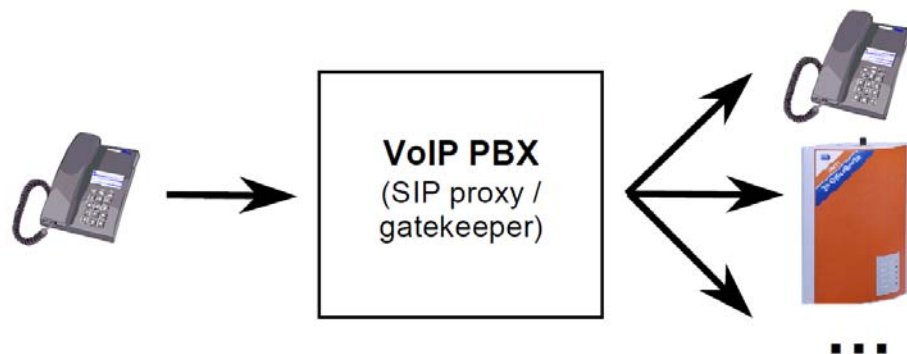 VoIP PBX
(SIP proxy /
gatekeeper)
...